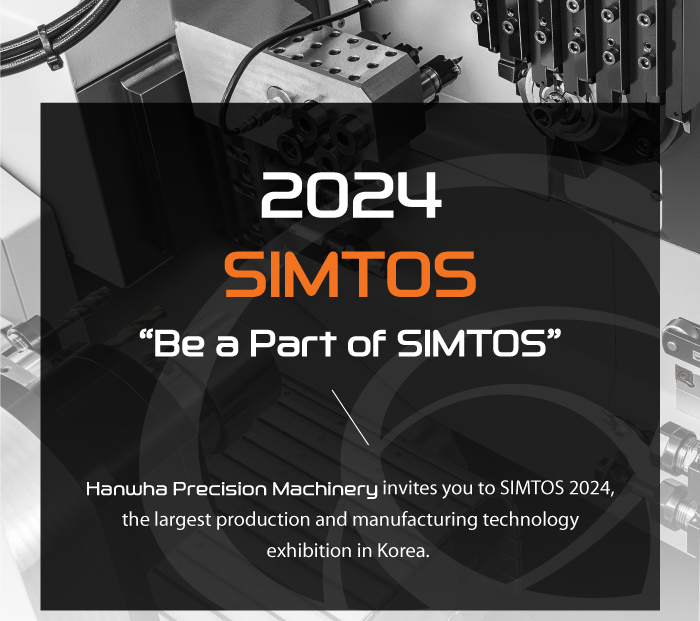 2024
SIMTOS
“Be a Part of SIMTOS”
Hanwha Precision Machinery invites you to SIMTOS 2024,
the largest production and manufacturing technology
exhibition in Korea.